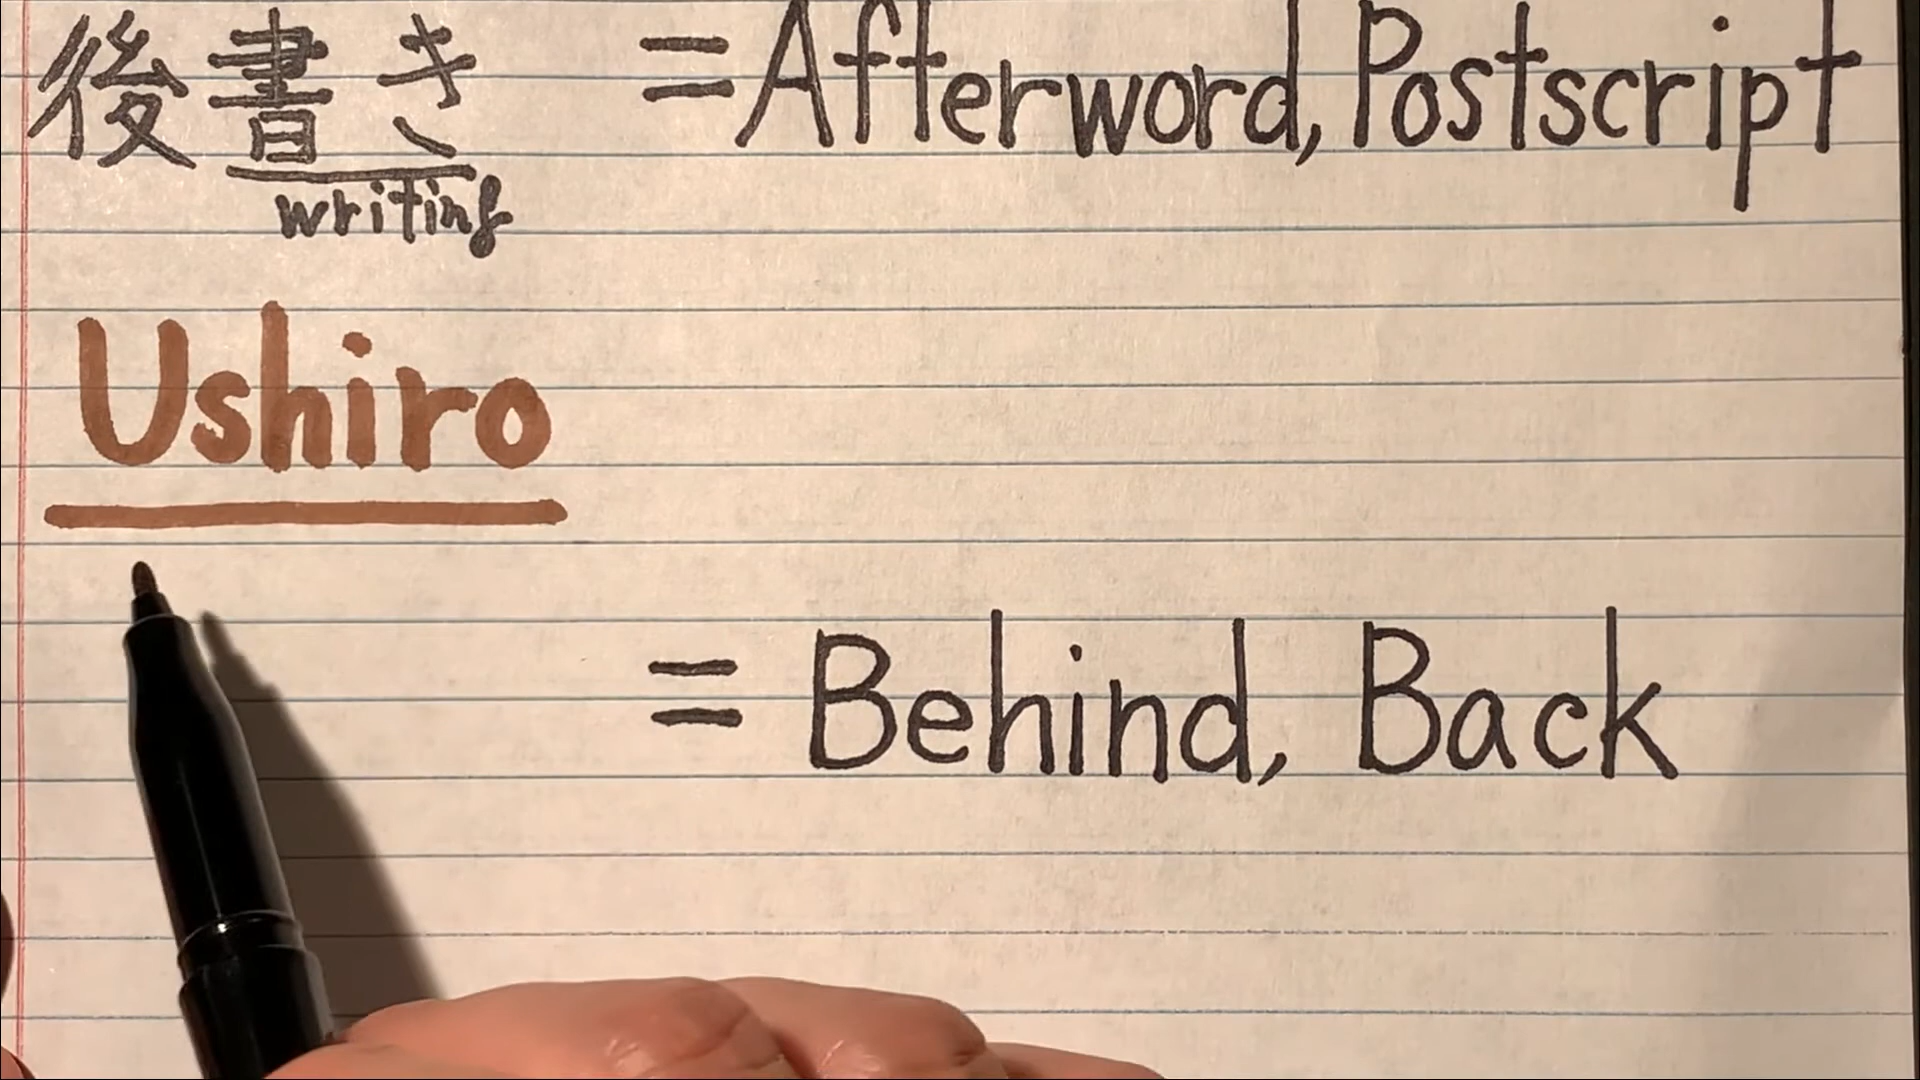 後書き = Afterword, Postscript
writing
Ushiro
= Behind, Back